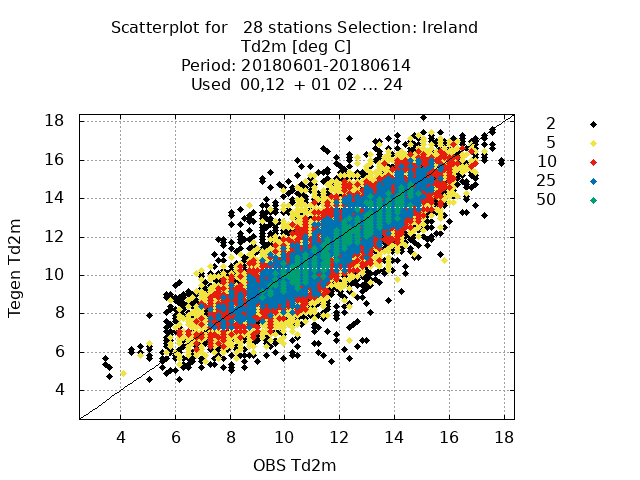 Scatterplot for 28 stations Selection: Ireland
Td2m [deg C]
Period: 20180601-20180614
Used 00,12 + 01 02 ... 24
18
16
14
12
10
8
6
4
Tegen Td2m
4 6 8 10 12 14 16 18
OBS Td2m
2
5
10
25
50